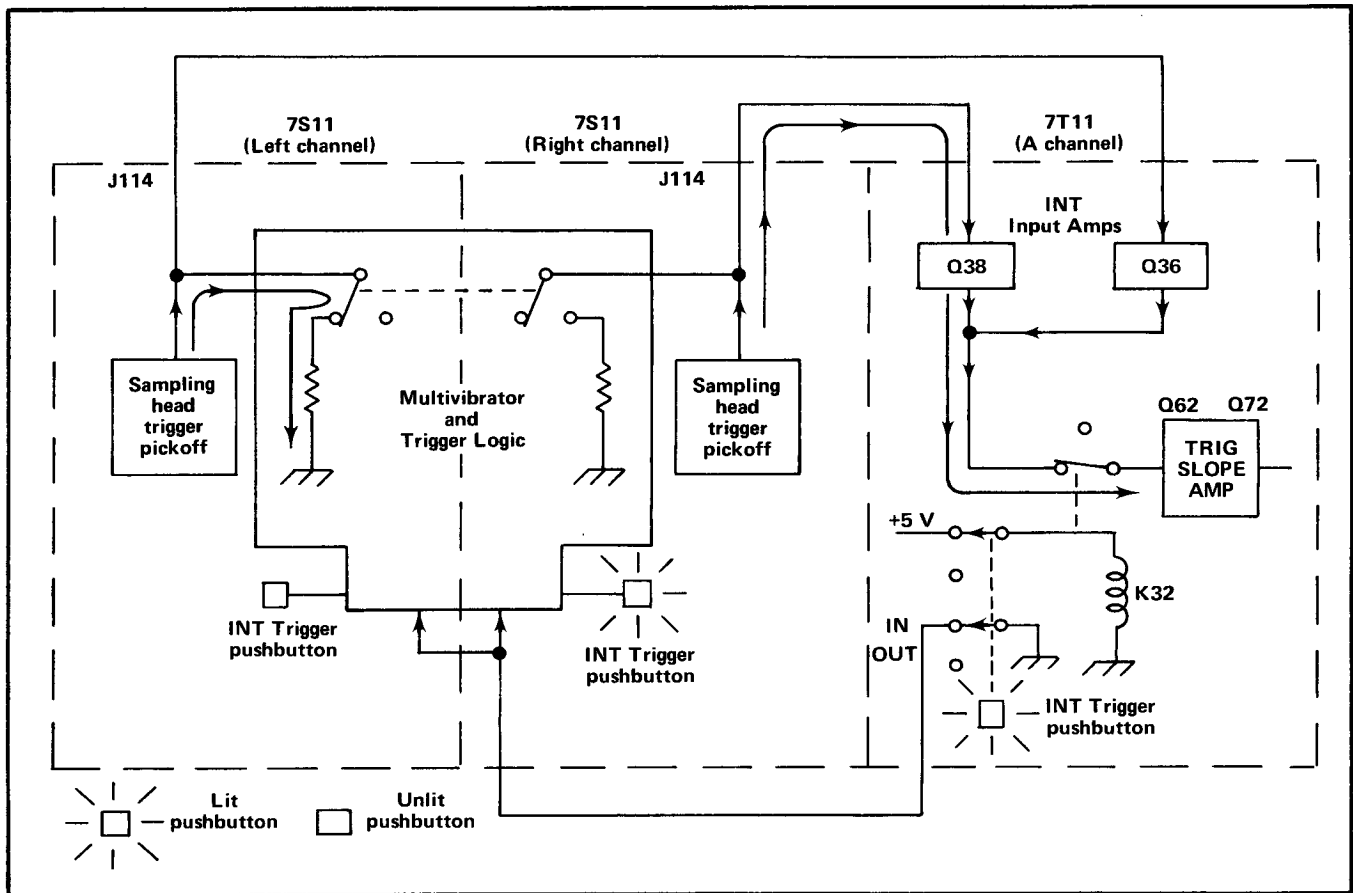 7S11
(Left channel)
7S11
(Right channel)
7T11
(A channel)
J114
J114
INT
Input Amps
Q38
Q36
Sampling
head
trigger
pickoff
Multivibrator
and
Trigger Logic
Sampling
head
trigger
pickoff
Q62 Q72
TRIG
SLOPE
AMP
+5 V
K32
IN
OUT
INT Trigger
pushbutton
INT Trigger
pushbutton
INT Trigger
pushbutton
Lit
pushbutton
Unlit
pushbutton